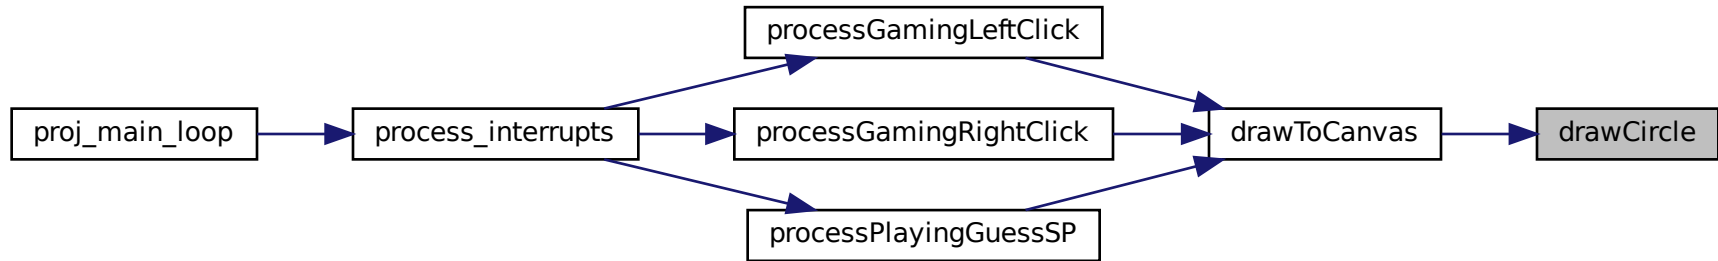 processGamingLeftClick
proj_main_loop
process_interrupts
processGamingRightClick
drawToCanvas
drawCircle
processPlayingGuessSP